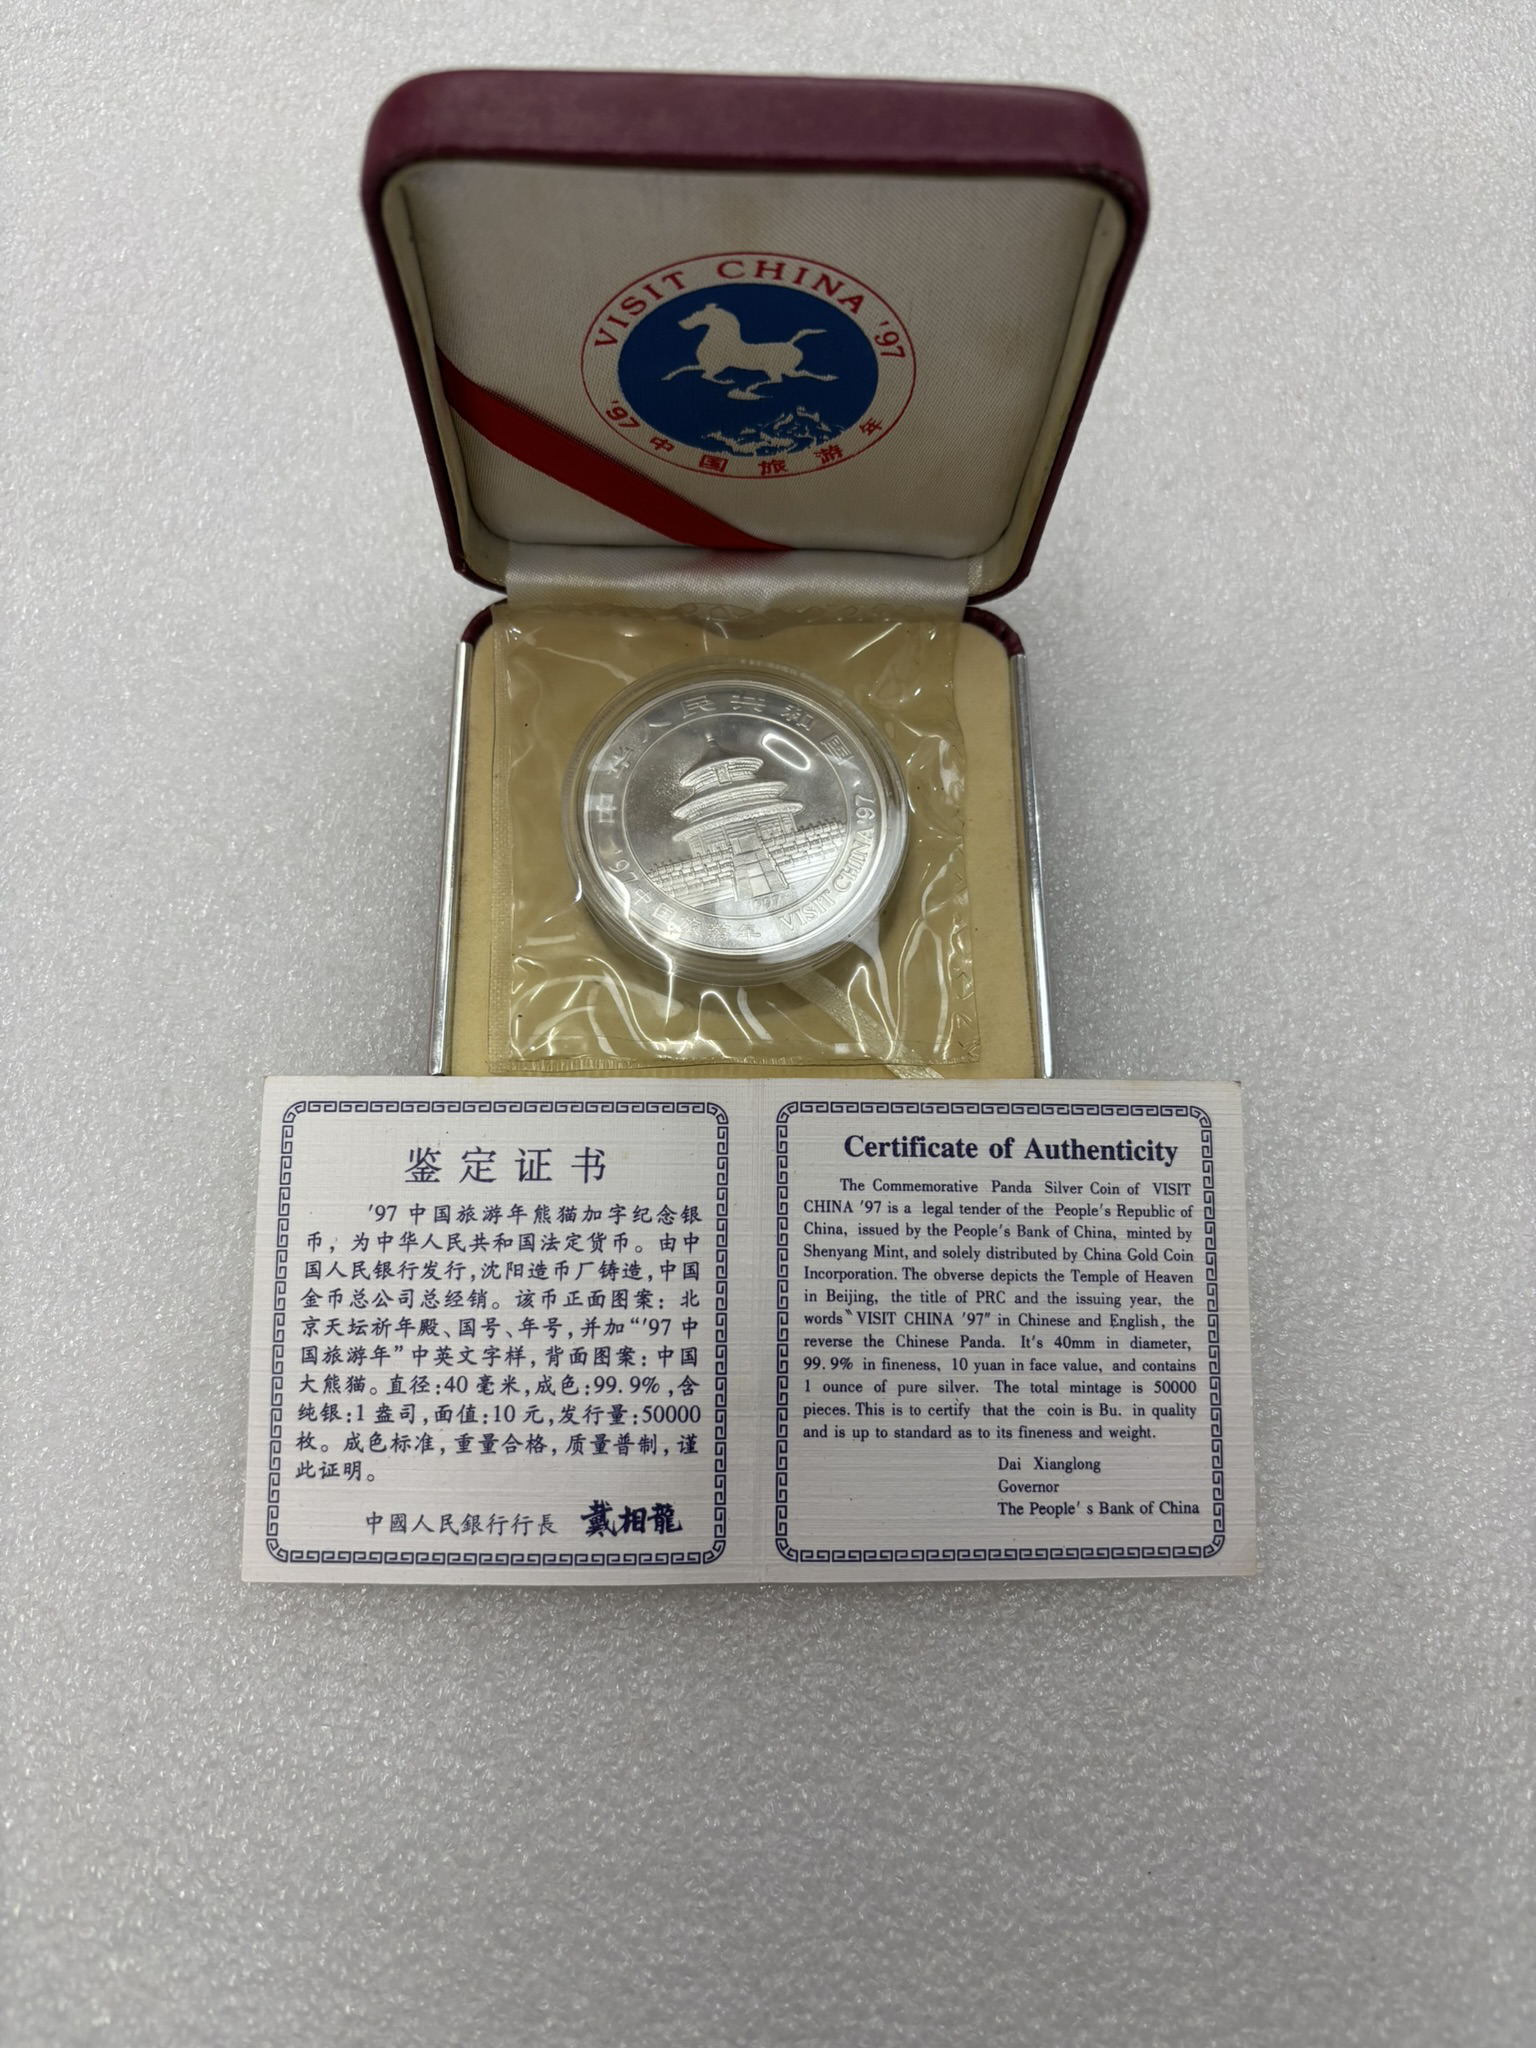 VISIT CHINA '97
'97中国旅游年
中华人民共和国
'97中国旅游年 VISIT CHINA '97
1997
鉴定证书
'97中国旅游年熊猫加字纪念银
币，为中华人民共和国法定货币。由中
国人民银行发行,沈阳造币厂铸造,中国
金币总公司总经销。该币正面图案：北
京天坛祈年殿、国号、年号,并加“'97中
国旅游年”中英文字样，背面图案：中国
大熊猫。直径:40毫米,成色:99.9%,含
纯银:1盎司,面值:10元,发行量:50000
枚。成色标准，重量合格，质量普制，谨
此证明。
中國人民銀行行長 戴相龍
Certificate of Authenticity
The Commemorative Panda Silver Coin of VISIT
CHINA '97 is a legal tender of the People's Republic of
China, issued by the People's Bank of China, minted by
Shenyang Mint, and solely distributed by China Gold Coin
Incorporation. The obverse depicts the Temple of Heaven
in Beijing, the title of PRC and the issuing year, the
words〝VISIT CHINA '97" in Chinese and English, the
reverse the Chinese Panda. It's 40mm in diameter,
99.9% in fineness, 10 yuan in face value, and contains
1 ounce of pure silver. The total mintage is 50000
pieces. This is to certify that the coin is Bu. in quality
and is up to standard as to its fineness and weight.
Dai Xianglong
Governor
The People's Bank of China